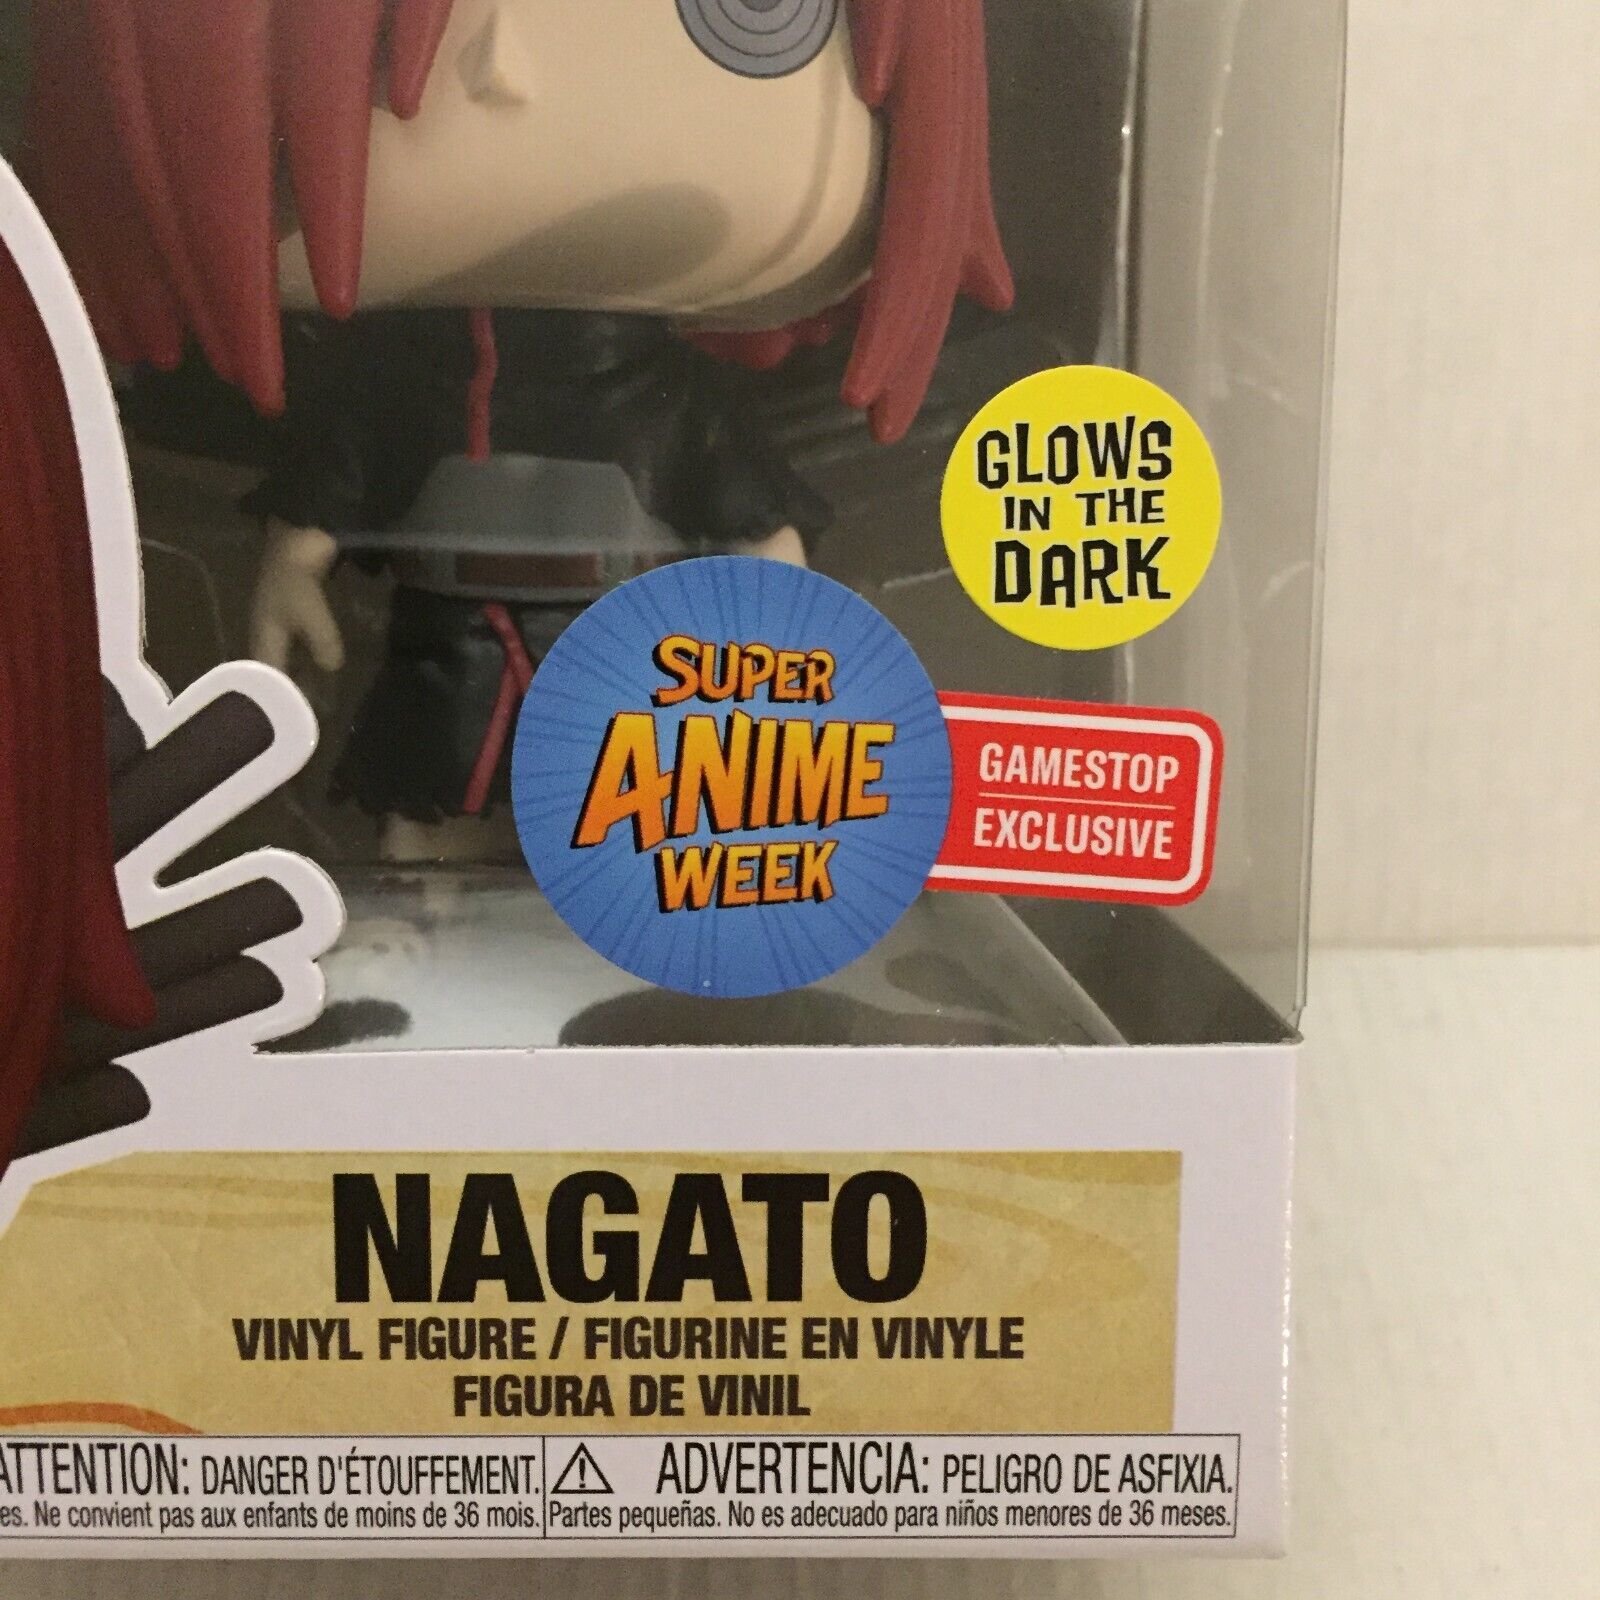 GLOWS
IN THE
DARK
SUPER
ANIME
WEEK
GAMESTOP
EXCLUSIVE
NAGATO
VINYL FIGURE / FIGURINE EN VINYLE
FIGURA DE VINIL
ATTENTION: DANGER D'ÉTOUFFEMENT.
es. Ne convient pas aux enfants de moins de 36 mois.
ADVERTENCIA: PELIGRO DE ASFIXIA.
Partes pequeñas. No es adecuado para niños menores de 36 meses.